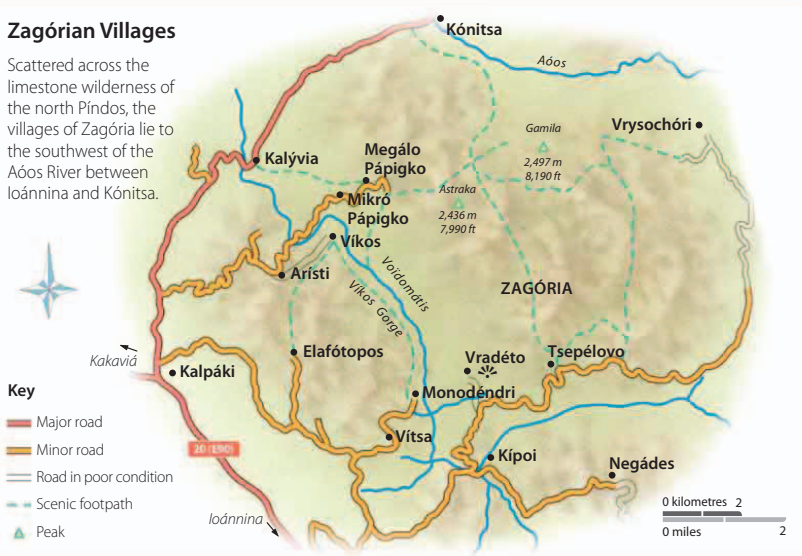 Zagórian Villages
Scattered across the
limestone wilderness of
the north Píndos, the
villages of Zagória lie to
the southwest of the
Aóos River between
Ioánnina and Kónitsa.
Kónitsa
Aóos
Gamila
2,497 m
8,190 ft
Vrysochóri
Kalývia
Megálo
Pápigko
Mikró
Pápigko
Astraka
2,436 m
7,990 ft
Víkos
Voïdomátis
Víkos Gorge
Arísti
ZAGÓRIA
Elafótopos
Vradéto
Tsepélovo
Kakaviá
Kalpáki
Monodéndri
Vítsa
Kípoi
Negádes
20 (E90)
Ioánnina
Key
Major road
Minor road
Road in poor condition
Scenic footpath
Peak
0 kilometres 2
0 miles 2